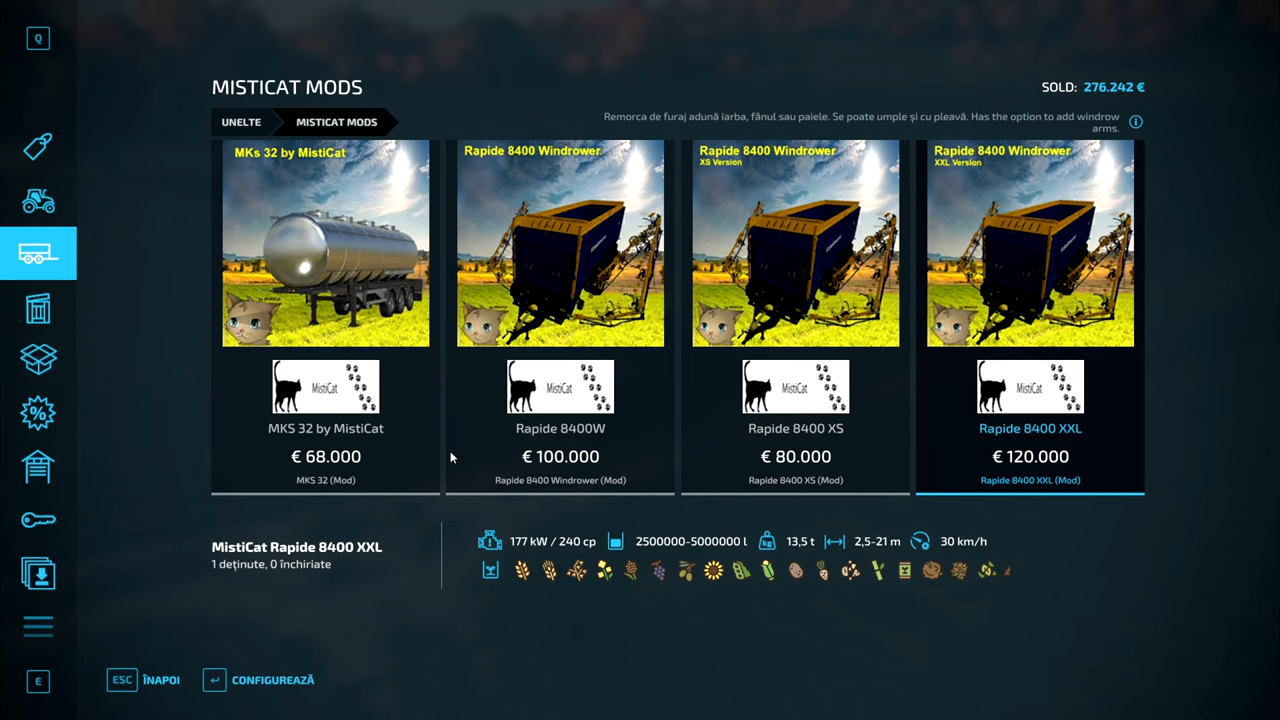 Q
MISTICAT MODS
SOLD: 276.242 €
UNELTE
MISTICAT MODS
Remorca de furaj adună iarba, fânul sau paiele. Se poate umple și cu pleavă. Has the option to add windrow
arms.
MKs 32 by MistiCat
Rapide 8400 Windrower
Rapide 8400 Windrower
XS Version
Rapide 8400 Windrower
XXL Version
MistiCat
MistiCat
MistiCat
MistiCat
MKS 32 by MistiCat
Rapide 8400W
Rapide 8400 XS
Rapide 8400 XXL
€ 68.000
€ 100.000
€ 80.000
€ 120.000
MKS 32 (Mod)
Rapide 8400 Windrower (Mod)
Rapide 8400 XS (Mod)
Rapide 8400 XXL (Mod)
MistiCat Rapide 8400 XXL
1 deținute, 0 închiriate
177 kW / 240 cp
2500000-5000000 l
kg
13,5 t
2,5-21 m
30 km/h
E
ESC ÎNAPOI
CONFIGUREAZĂ